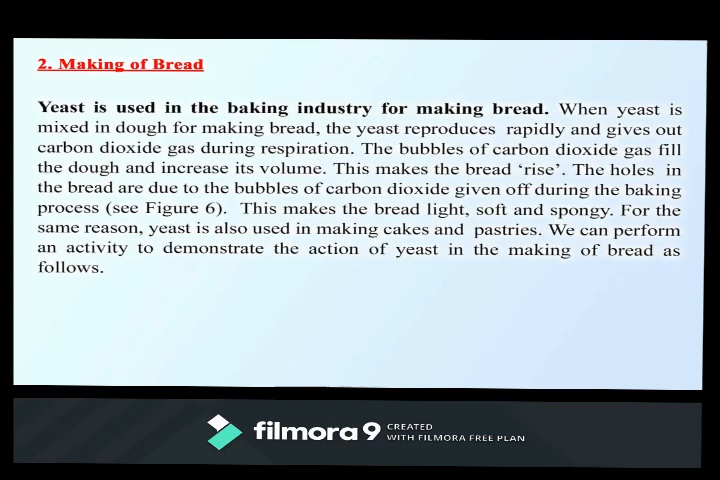 2. Making of Bread
Yeast is used in the baking industry for making bread. When yeast is
mixed in dough for making bread, the yeast reproduces rapidly and gives out
carbon dioxide gas during respiration. The bubbles of carbon dioxide gas fill
the dough and increase its volume. This makes the bread ‘rise’. The holes in
the bread are due to the bubbles of carbon dioxide given off during the baking
process (see Figure 6). This makes the bread light, soft and spongy. For the
same reason, yeast is also used in making cakes and pastries. We can perform
an activity to demonstrate the action of yeast in the making of bread as
follows.
filmora 9 CREATED
WITH FILMORA FREE PLAN